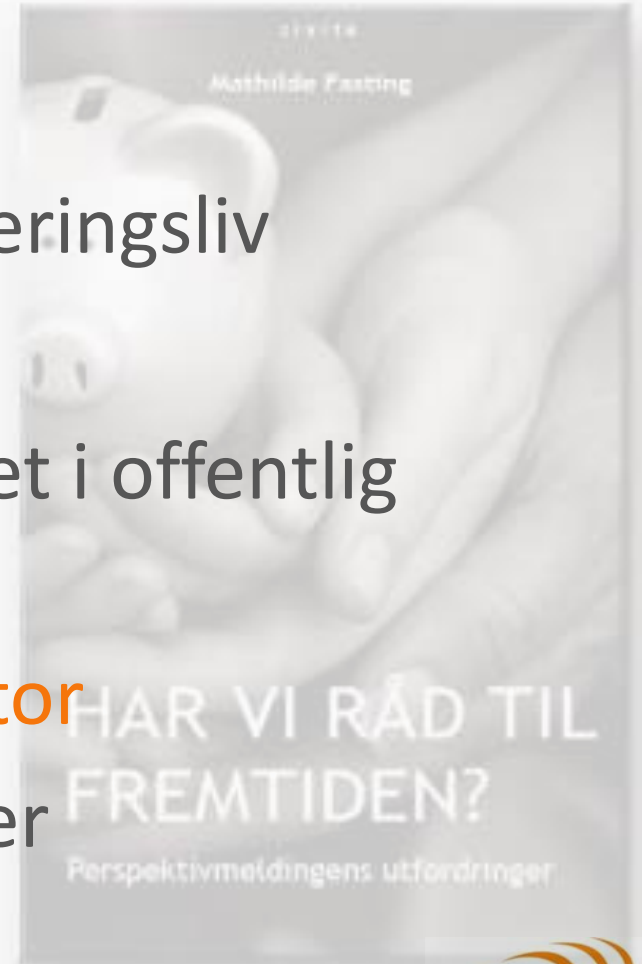 CIVITA
Mathilde Fasting
eringsliv
et i offentlig
tor
HAR VI RÅD TIL
er
FREMTIDEN?
Perspektivmeldingens utfordringer